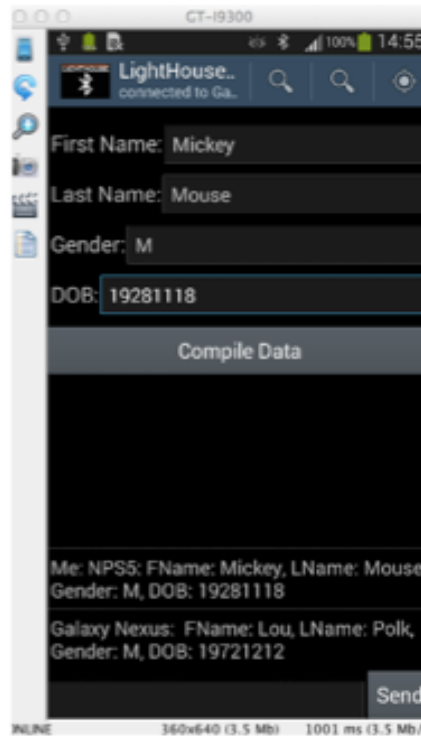 GT-I9300
100% 14:55
LightHouse..
connected to Ga..
First Name: Mickey
Last Name: Mouse
Gender: M
DOB: 19281118
Compile Data
Me: NPS5: FName: Mickey, LName: Mouse
Gender: M, DOB: 19281118
Galaxy Nexus: FName: Lou, LName: Polk,
Gender: M, DOB: 19721212
Send
360x640 (3.5 Mb) 1001 ms (3.5 Mb/